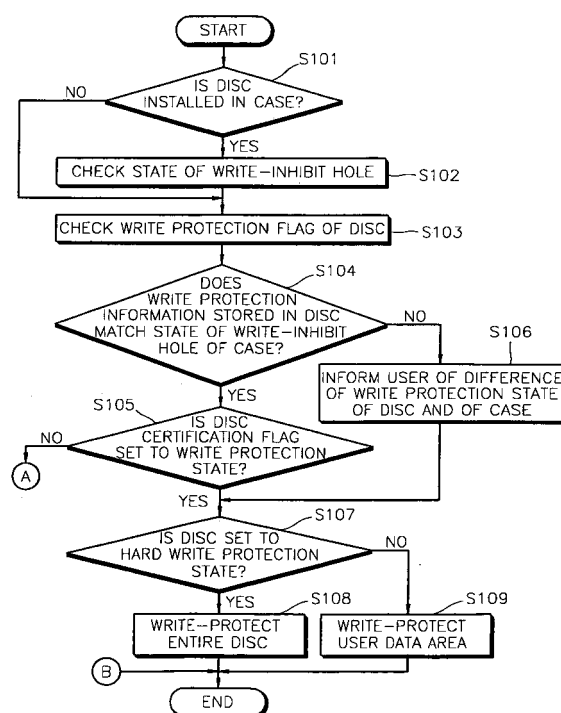 START
S101
IS DISC
INSTALLED IN CASE?
NO
YES
CHECK STATE OF WRITE-INHIBIT HOLE
S102
CHECK WRITE PROTECTION FLAG OF DISC
S103
S104
DOES
WRITE PROTECTION
INFORMATION STORED IN DISC
MATCH STATE OF WRITE-INHIBIT
HOLE OF CASE?
NO
YES
S106
INFORM USER OF DIFFERENCE
OF WRITE PROTECTION STATE
OF DISC AND OF CASE
S105
IS DISC
CERTIFICATION FLAG
SET TO WRITE PROTECTION
STATE?
NO
A
YES
S107
IS DISC SET TO
HARD WRITE PROTECTION
STATE?
NO
YES
S108
WRITE-PROTECT
ENTIRE DISC
S109
WRITE-PROTECT
USER DATA AREA
B
END